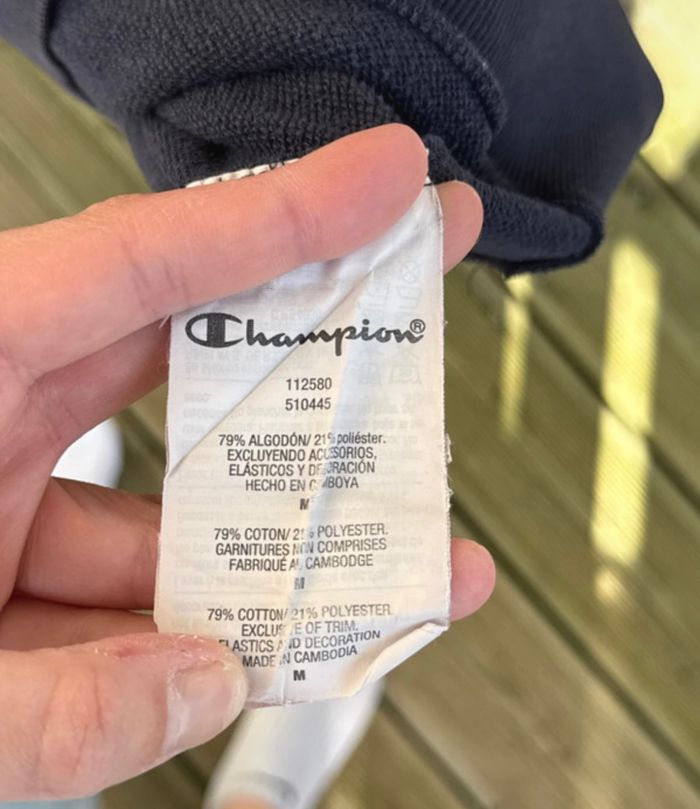 Champion®
112580
510445
79% ALGODÓN/ 21% poliéster.
EXCLUYENDO ACCESORIOS,
ELÁSTICOS Y DECORACIÓN
HECHO EN CAMBOYA
M
79% COTON/ 21% POLYESTER.
GARNITURES NON COMPRISES
FABRIQUÉ AU CAMBODGE
M
79% COTTON/ 21% POLYESTER.
EXCLUSIVE OF TRIM.
ELASTICS AND DECORATION
MADE IN CAMBODIA
M